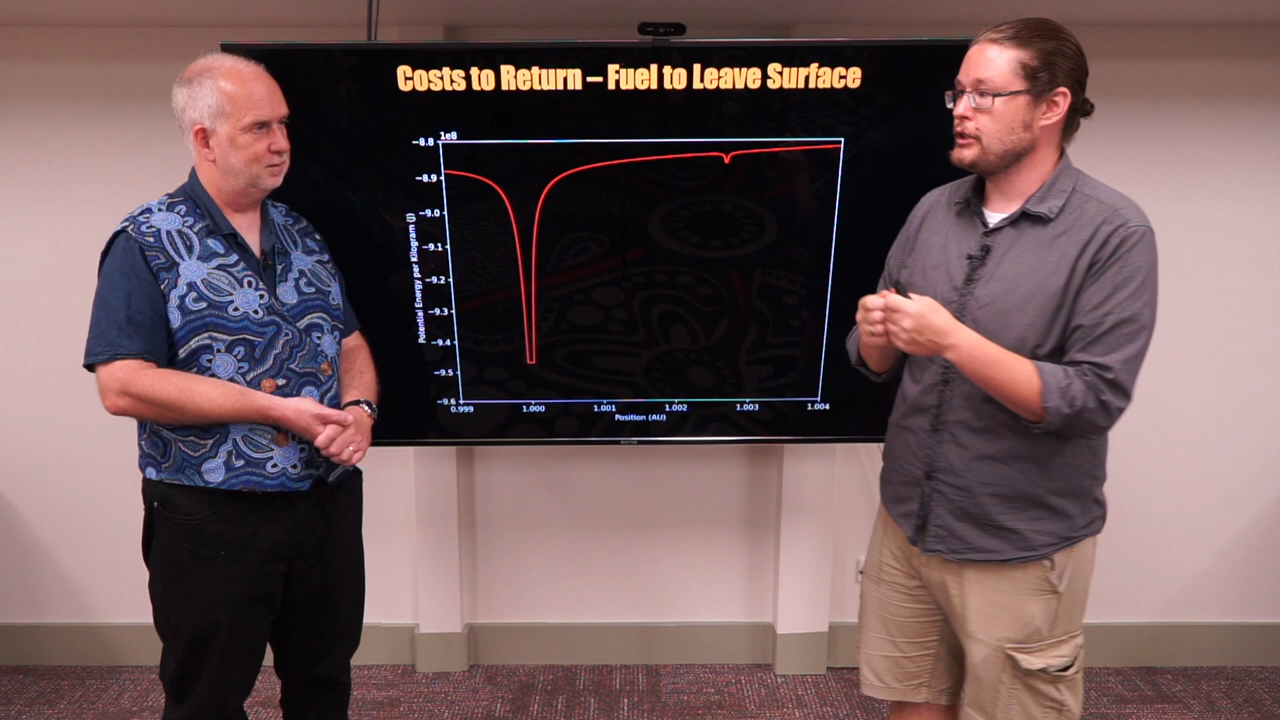 Costs to Return – Fuel to Leave Surface
1e8
−8.8
−8.9
−9.0
−9.1
−9.2
−9.3
−9.4
−9.5
−9.6
Potential Energy per Kilogram (J)
0.999 1.000 1.001 1.002 1.003 1.004
Position (AU)